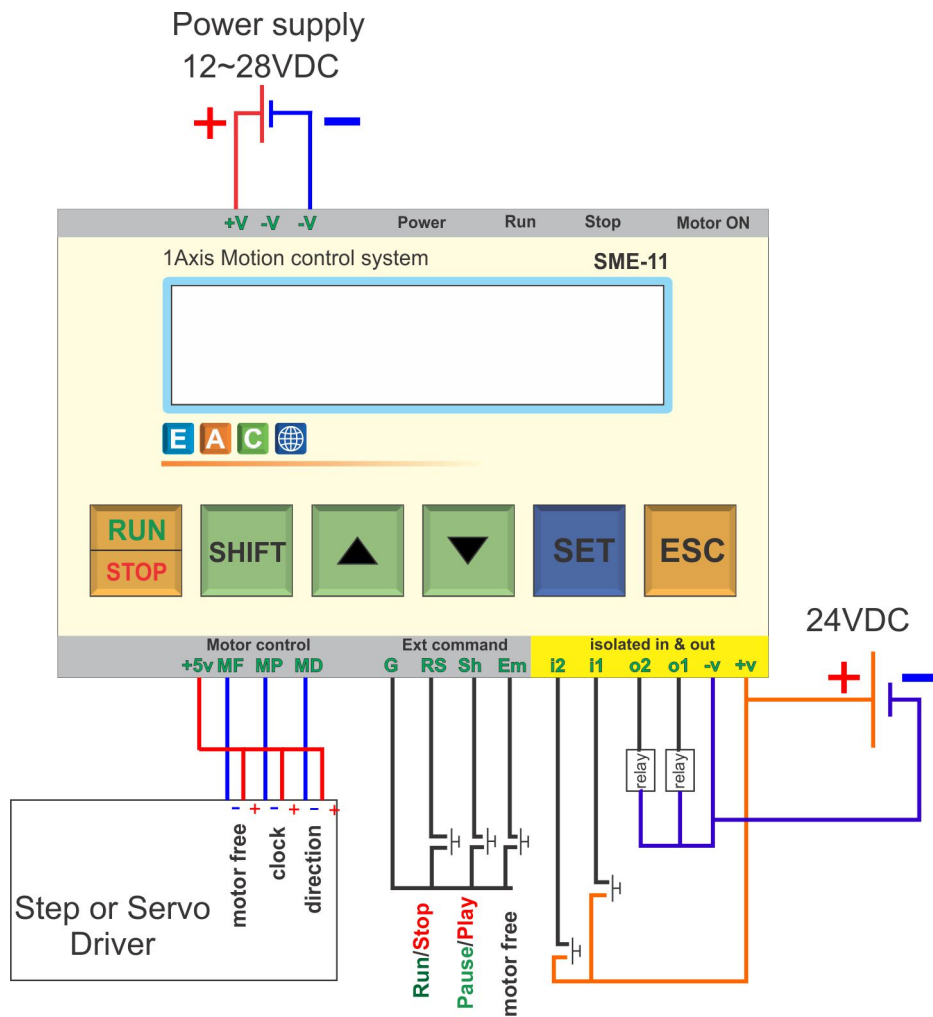 Power supply
12~28VDC
+ −
+V -V -V Power Run Stop Motor ON
1Axis Motion control system SME-11
E A C
RUN
STOP
SHIFT
SET
ESC
Motor control Ext command isolated in & out
+5v MF MP MD G RS Sh Em i2 i1 o2 o1 -v +v
24VDC
+ −
relay relay
- + - + - +
motor free
clock
direction
Step or Servo
Driver
Run/Stop
Pause/Play
motor free